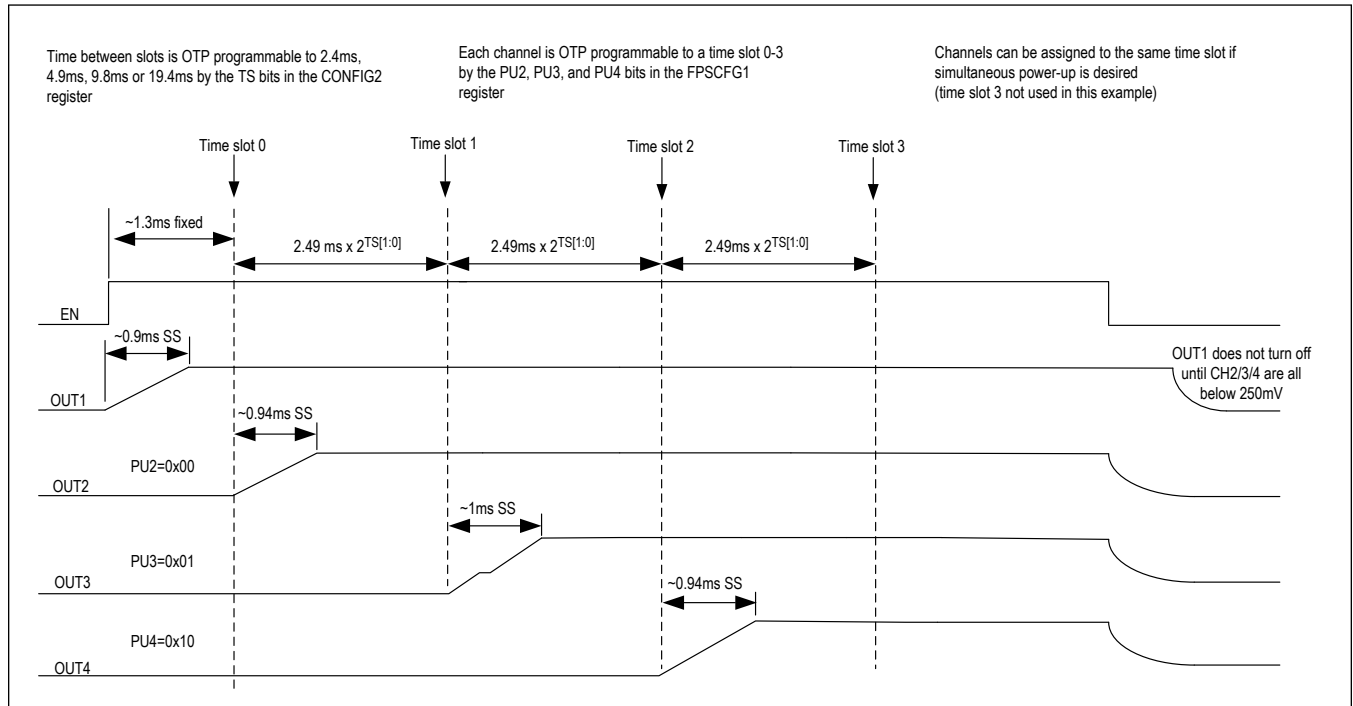 Time between slots is OTP programmable to 2.4ms,
4.9ms, 9.8ms or 19.4ms by the TS bits in the CONFIG2
register
Each channel is OTP programmable to a time slot 0-3
by the PU2, PU3, and PU4 bits in the FPSCFG1
register
Channels can be assigned to the same time slot if
simultaneous power-up is desired
(time slot 3 not used in this example)
Time slot 0
Time slot 1
Time slot 2
Time slot 3
~1.3ms fixed
2.49 ms x 2TS[1:0]
2.49ms x 2TS[1:0]
2.49ms x 2TS[1:0]
EN
~0.9ms SS
OUT1 does not turn off
until CH2/3/4 are all
below 250mV
OUT1
~0.94ms SS
PU2=0x00
OUT2
~1ms SS
PU3=0x01
OUT3
~0.94ms SS
PU4=0x10
OUT4